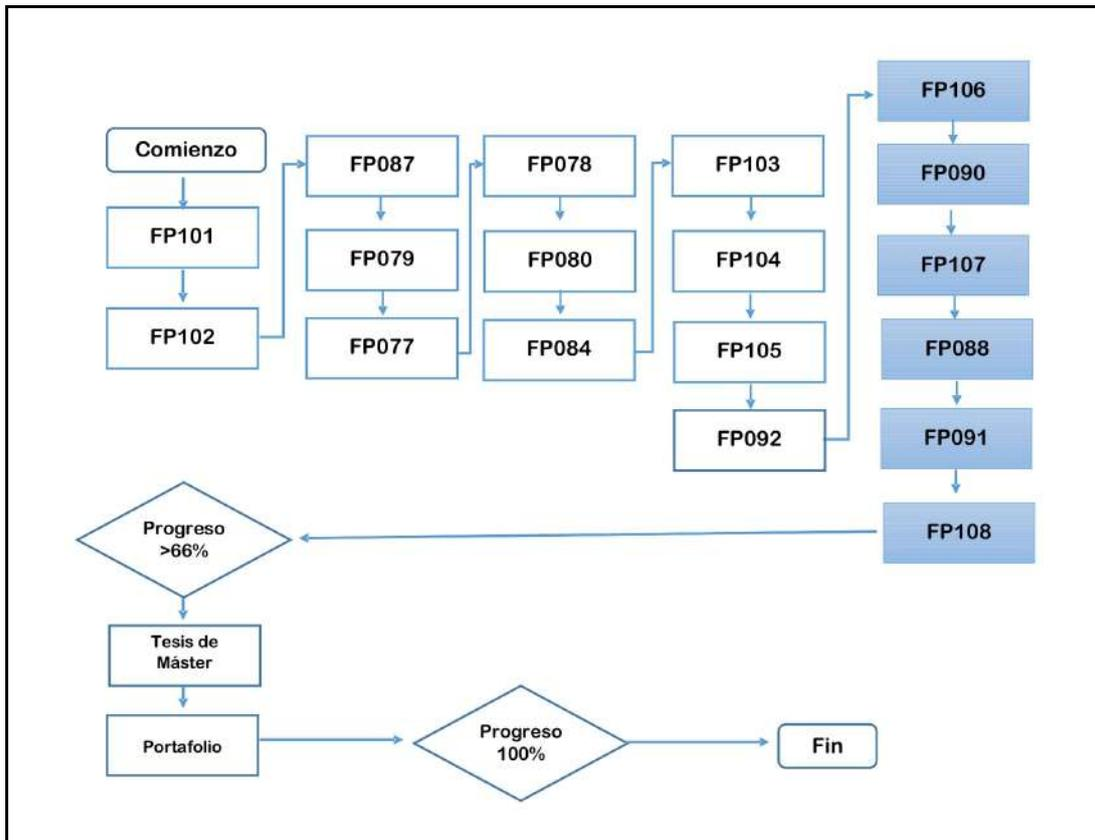 Comienzo
FP101
FP102
FP087
FP079
FP077
FP078
FP080
FP084
FP103
FP104
FP105
FP092
FP106
FP090
FP107
FP088
FP091
FP108
Progreso
>66%
Tesis de
Máster
Portafolio
Progreso
100%
Fin